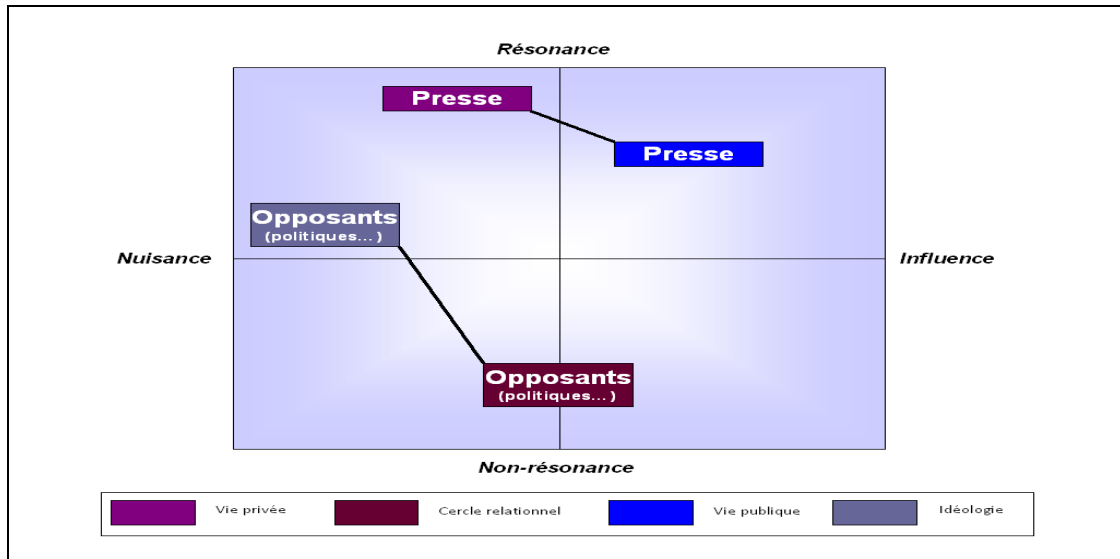 Résonance
Presse
Presse
Opposants
(politiques...)
Nuisance
Influence
Opposants
(politiques...)
Non-résonance
Vie privée
Cercle relationnel
Vie publique
Idéologie